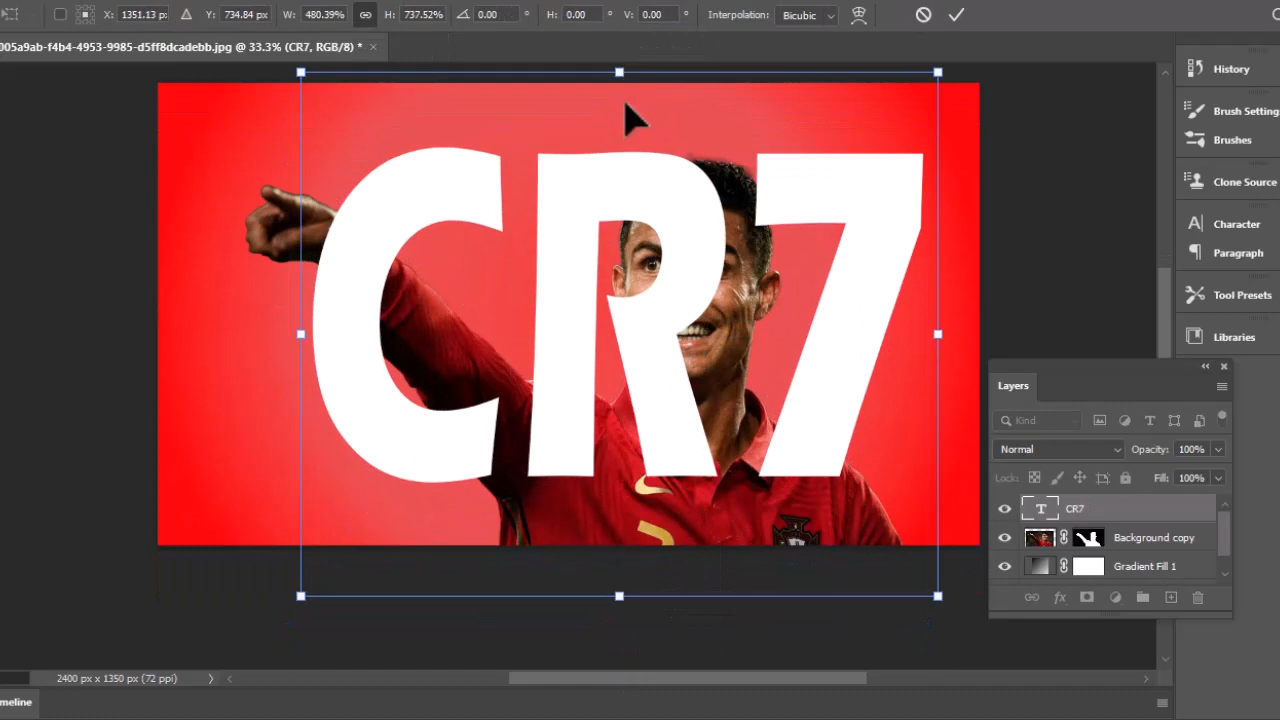 X: 1351.13 px Y: 734.84 px W: 480.39% H: 737.52% 0.00 ° H: 0.00 ° V: 0.00 ° Interpolation: Bicubic
005a9ab-f4b4-4953-9985-d5ff8dcadebb.jpg @ 33.3% (CR7, RGB/8) * ×
History
Brush Setting
Brushes
Clone Source
Character
Paragraph
Tool Presets
Libraries
CR7
Layers
Kind
Normal Opacity: 100%
Lock: Fill: 100%
T CR7
Background copy
Gradient Fill 1
fx
2400 px x 1350 px (72 ppi)
meline